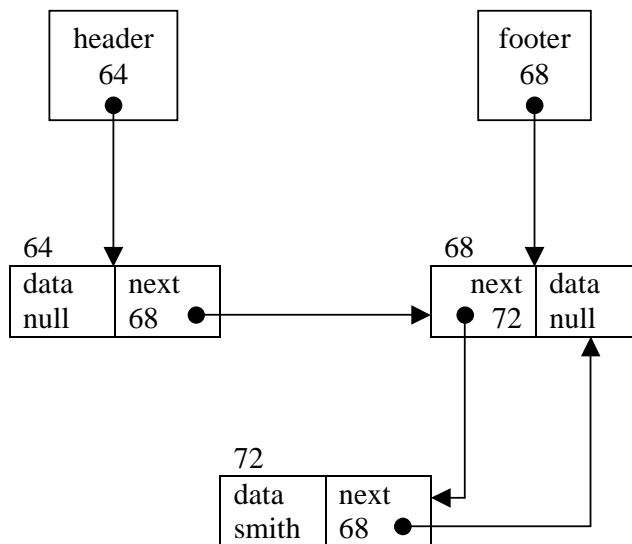 header
64
footer
68
64
data
null
next
68
68
next
72
data
null
72
data
smith
next
68